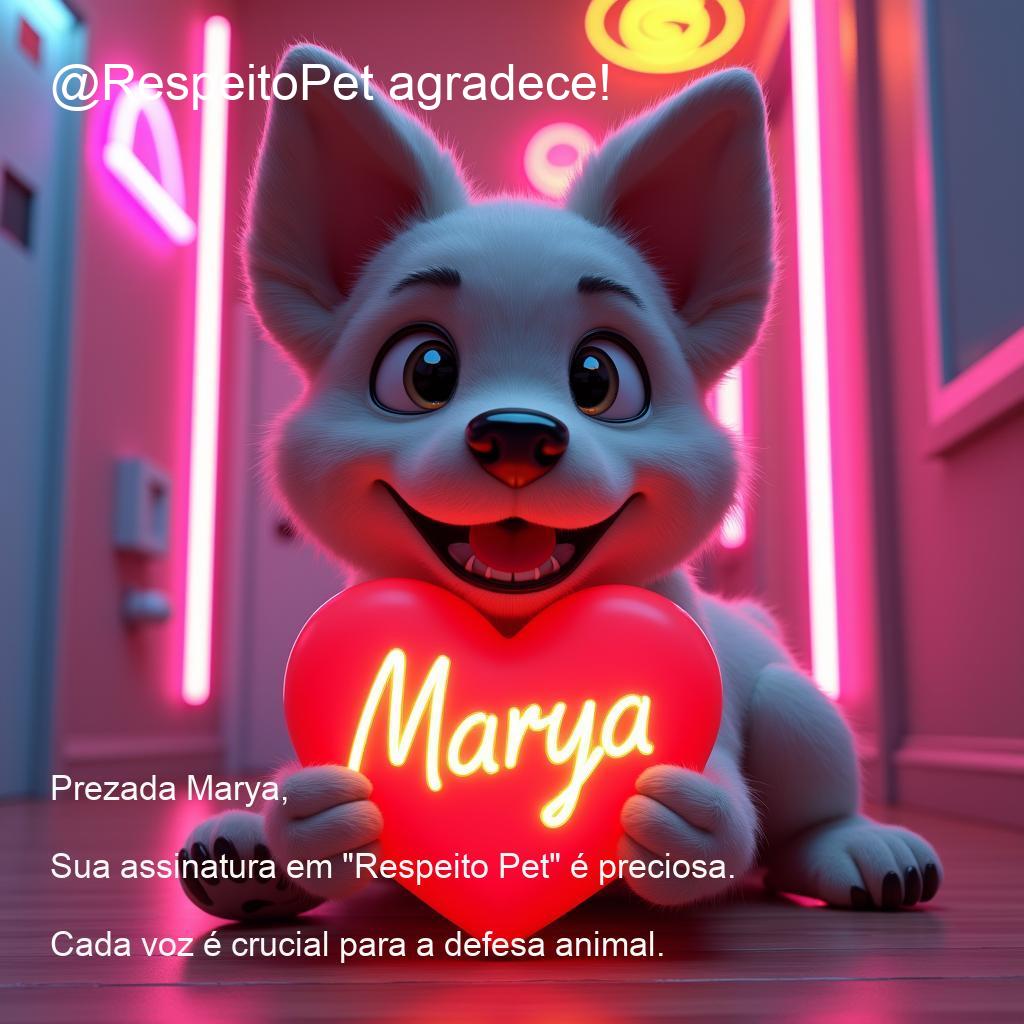 @RespeitoPet agradece!
Marya
Prezada Marya,
Sua assinatura em "Respeito Pet" é preciosa.
Cada voz é crucial para a defesa animal.